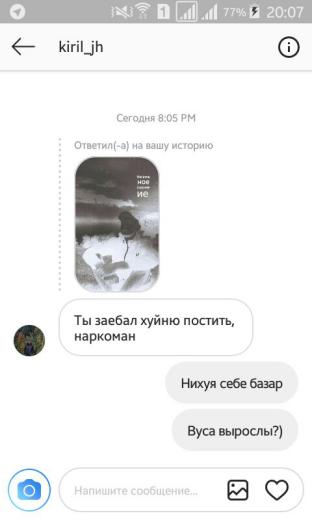 77% 20:07
kiril_jh
Сегодня 8:05 PM
Ответил(-а) на вашу историю
ное
ие
Ты заебал хуйню постить,
наркоман
Нихуя себе базар
Вуса вырослы?)
Напишите сообщение...